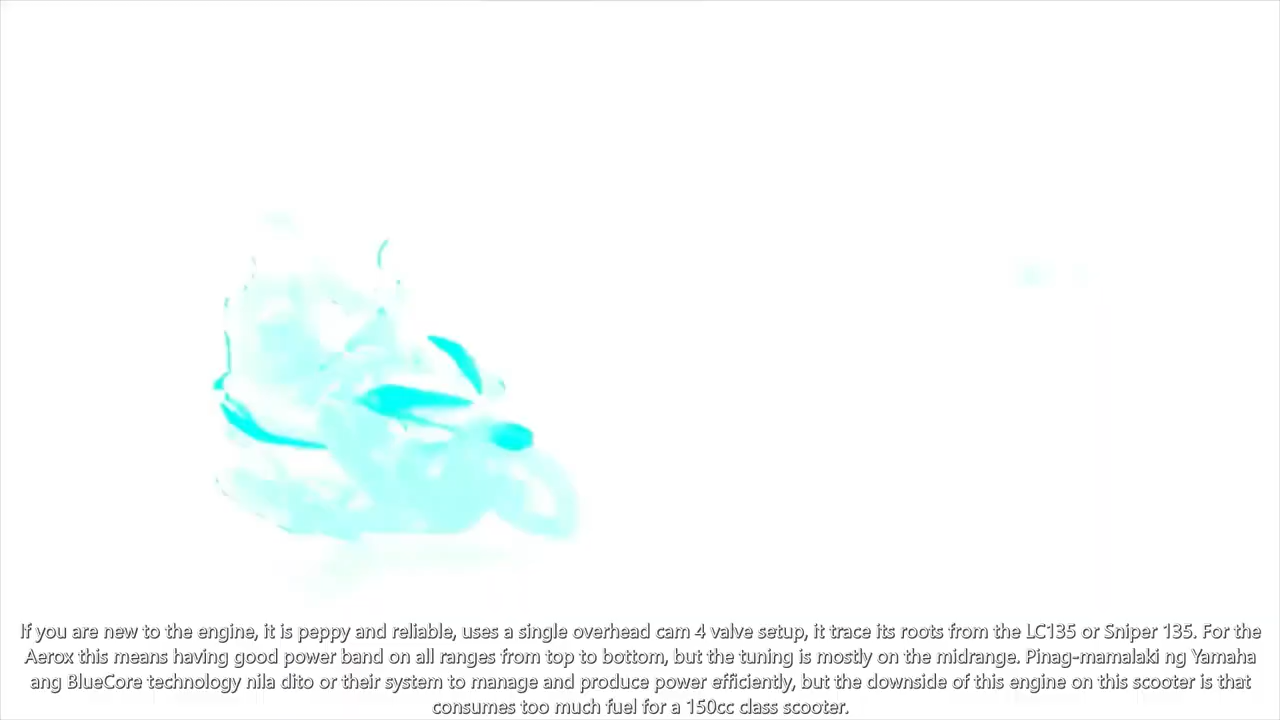 If you are new to the engine, it is peppy and reliable, uses a single overhead cam 4 valve setup, it trace its roots from the LC135 or Sniper 135. For the
Aerox this means having good power band on all ranges from top to bottom, but the tuning is mostly on the midrange. Pinag-mamalaki ng Yamaha
ang BlueCore technology nila dito or their system to manage and produce power efficiently, but the downside of this engine on this scooter is that
consumes too much fuel for a 150cc class scooter.